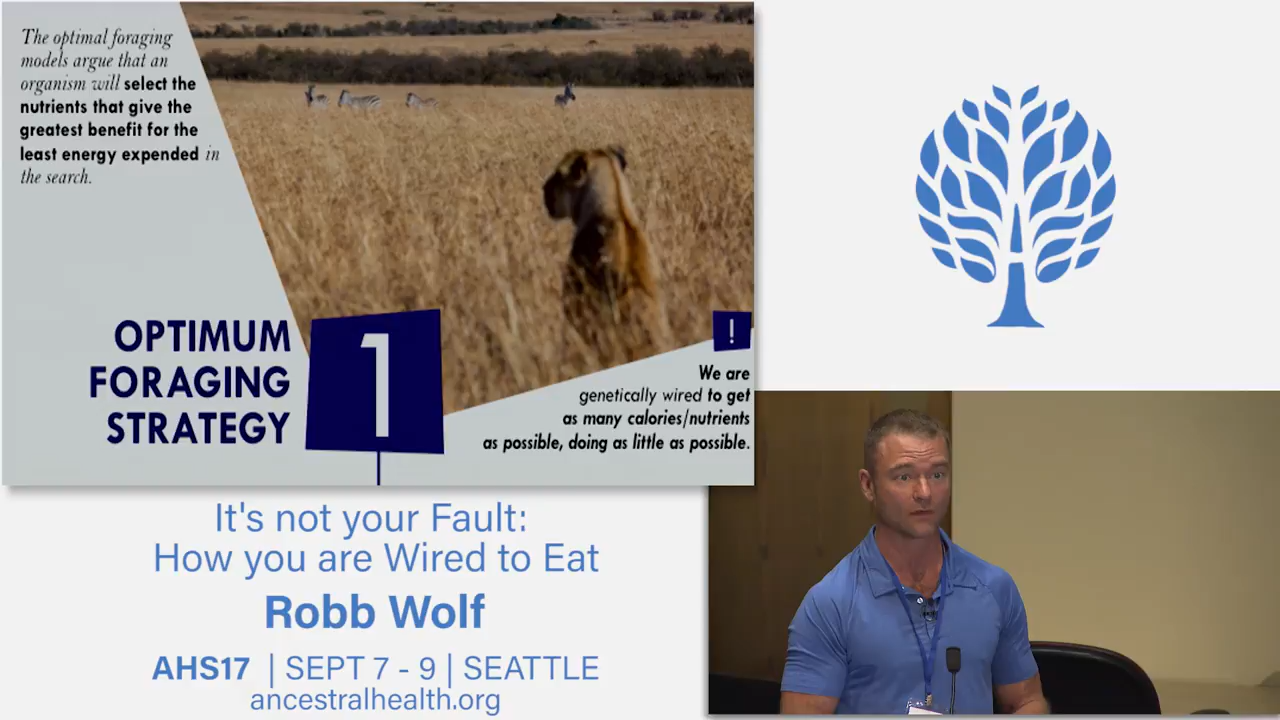 The optimal foraging
models argue that an
organism will select the
nutrients that give the
greatest benefit for the
least energy expended in
the search.
OPTIMUM
FORAGING
STRATEGY
1
!
We are
genetically wired to get
as many calories/nutrients
as possible, doing as little as possible.
It's not your Fault:
How you are Wired to Eat
Robb Wolf
AHS17 | SEPT 7 - 9 | SEATTLE
ancestralhealth.org